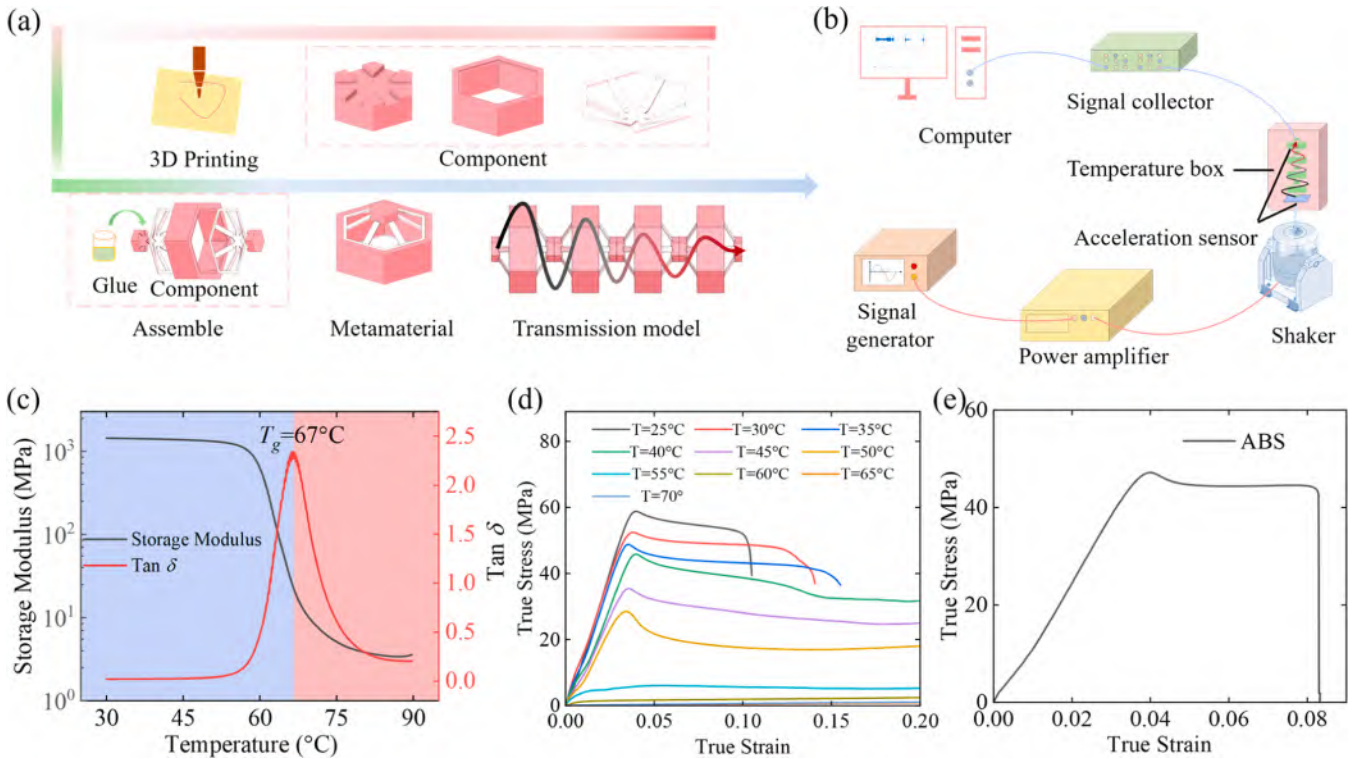 (a)
3D Printing
Component
Glue
Component
Assemble
Metamaterial
Transmission model
(b)
Computer
Signal collector
Temperature box
Acceleration sensor
Signal
generator
Power amplifier
Shaker
(c)
T_g=67°C
Storage Modulus
Tan δ
Storage Modulus (MPa)
10³
10²
10¹
10⁰
30 45 60 75 90
Temperature (°C)
2.5
2.0
1.5
1.0
0.5
0.0
Tan δ
(d)
T=25°C T=30°C T=35°C
T=40°C T=45°C T=50°C
T=55°C T=60°C T=65°C
T=70°
True Stress (MPa)
80
60
40
20
0
0.00 0.05 0.10 0.15 0.20
True Strain
(e)
ABS
True Stress (MPa)
60
40
20
0
0.00 0.02 0.04 0.06 0.08
True Strain